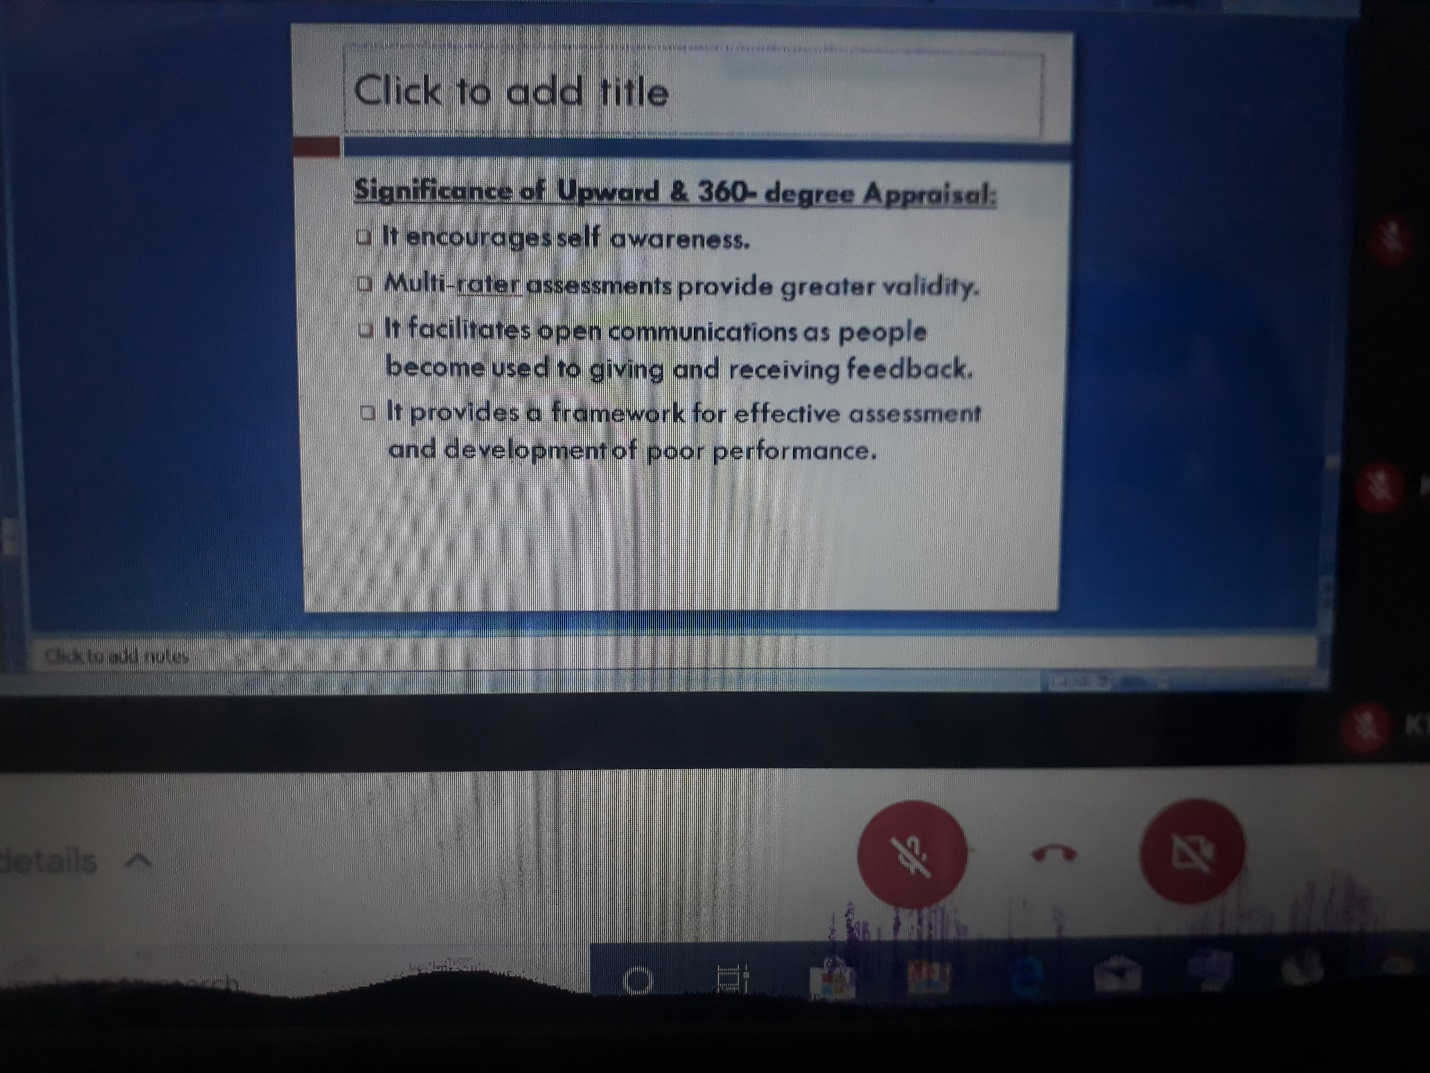 Click to add title
Significance of Upward & 360- degree Appraisal:
It encourages self awareness.
Multi-rater assessments provide greater validity.
It facilitates open communications as people
become used to giving and receiving feedback.
It provides a framework for effective assessment
and development of poor performance.
Click to add notes
details